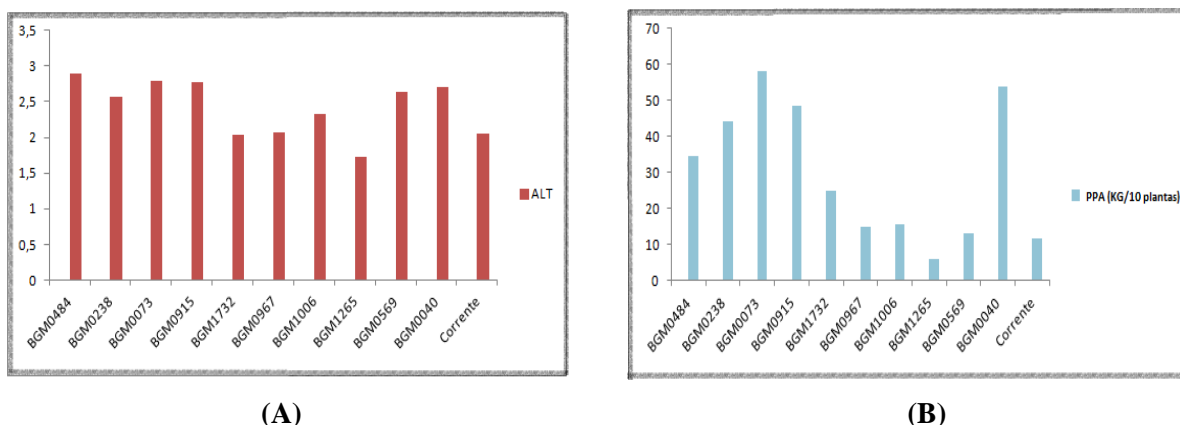 3,5
3
2,5
2
1,5
1
0,5
0
BGM0484
BGM0238
BGM0073
BGM0915
BGM1732
BGM0967
BGM1006
BGM1265
BGM0569
BGM0040
Corrente
ALT
(A)
70
60
50
40
30
20
10
0
BGM0484
BGM0238
BGM0073
BGM0915
BGM1732
BGM0967
BGM1006
BGM1265
BGM0569
BGM0040
Corrente
PPA (KG/10 plantas)
(B)